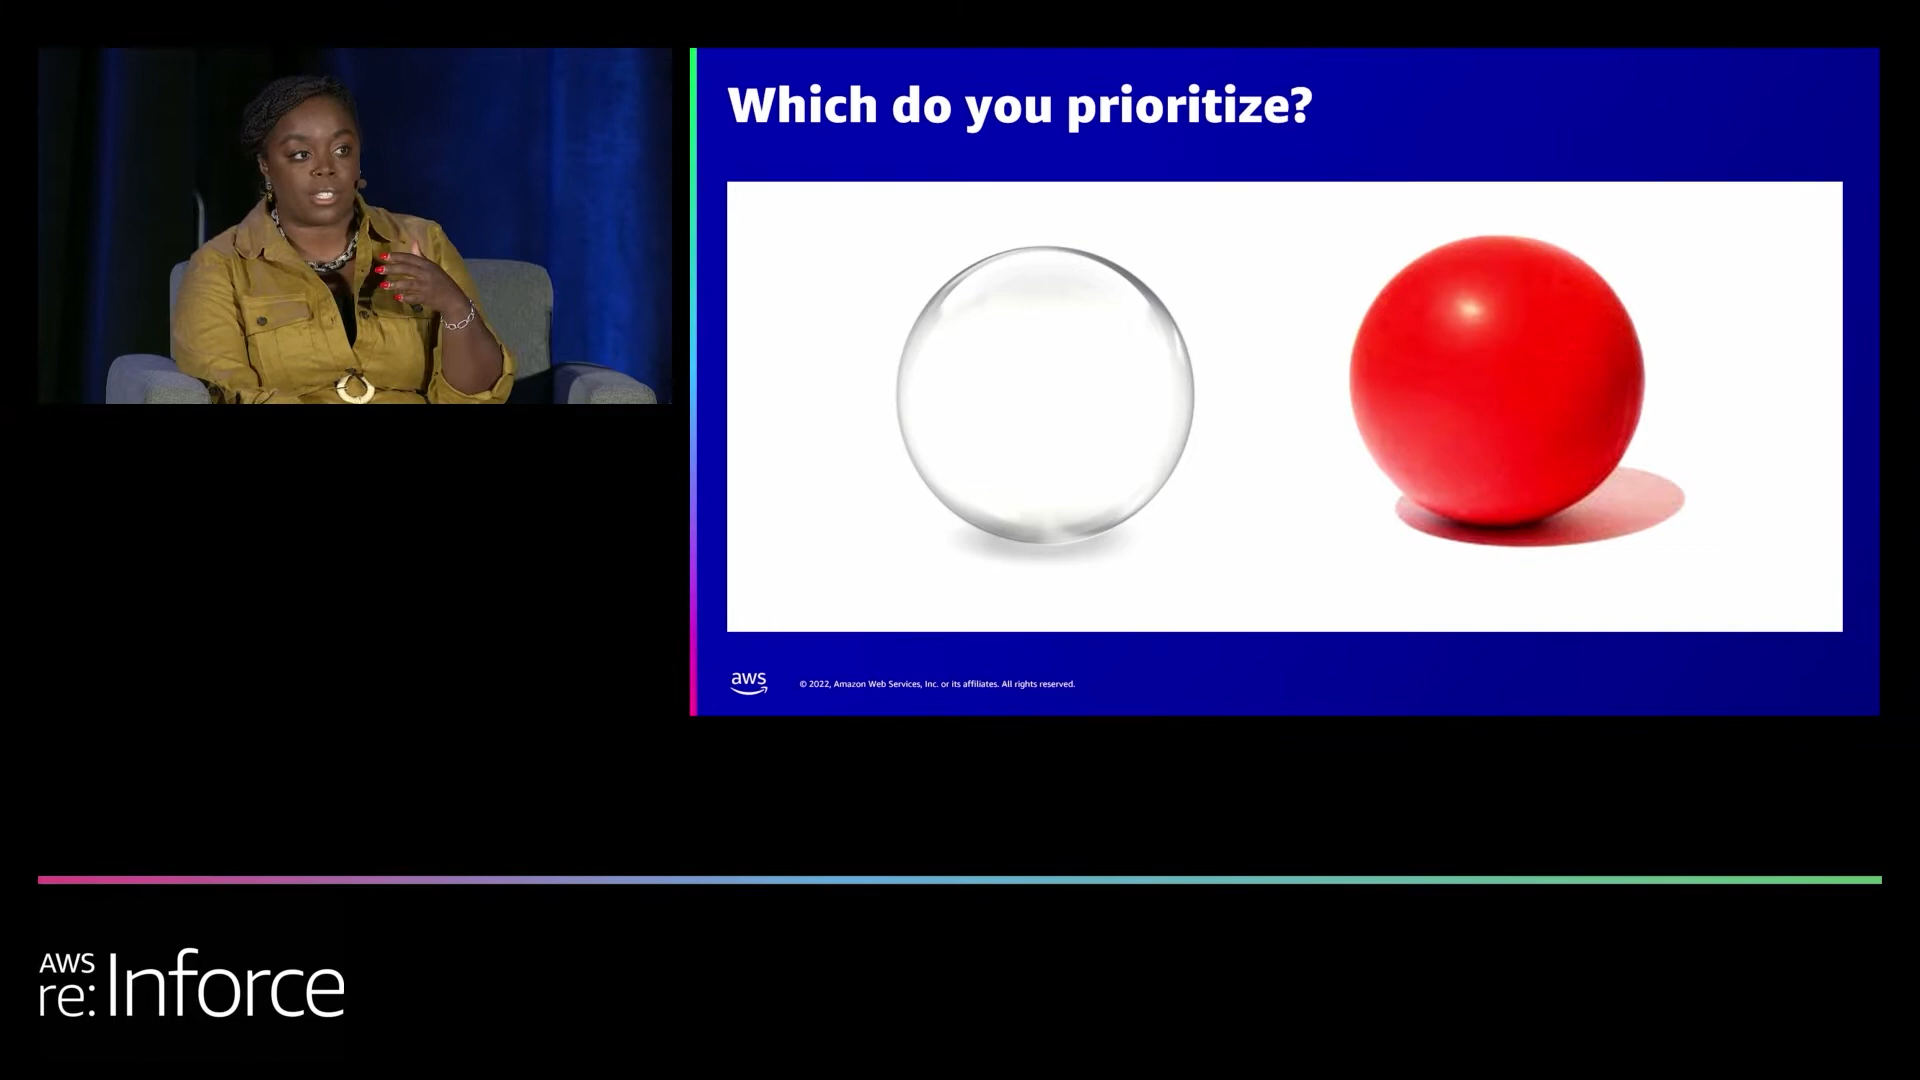 Which do you prioritize?
aws
© 2022, Amazon Web Services, Inc. or its affiliates. All rights reserved.
AWS
re:Inforce